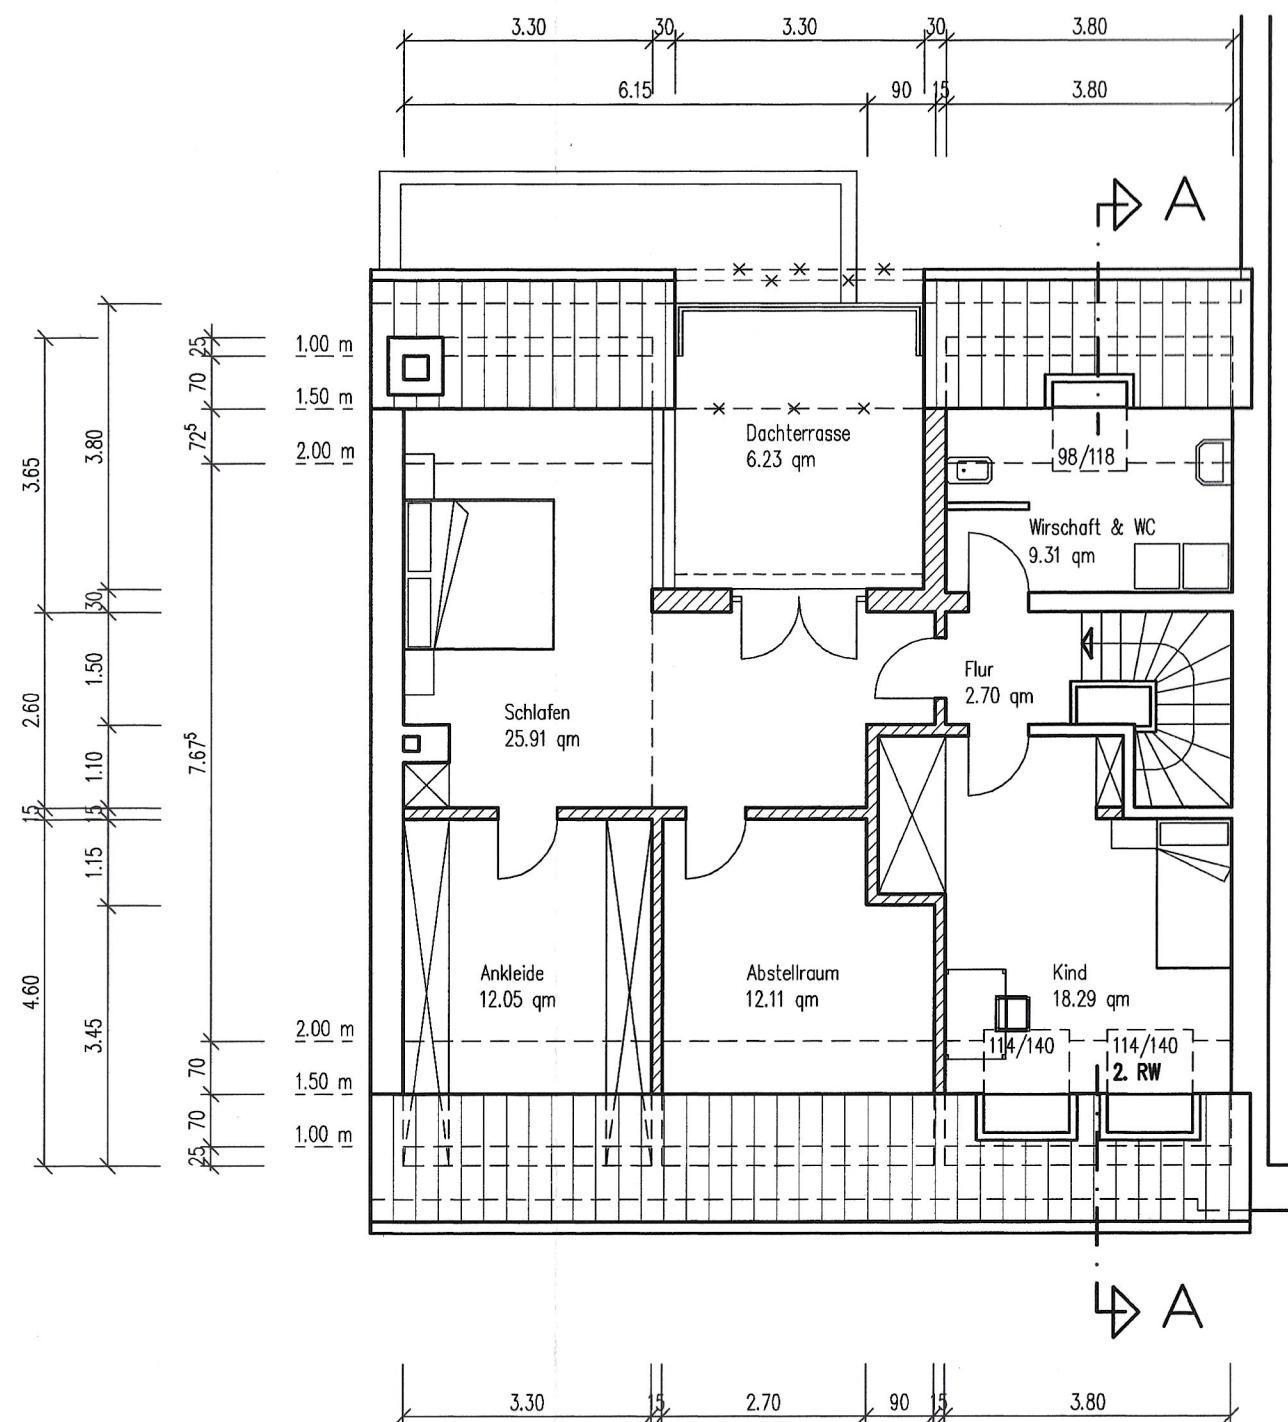 3.30 30 3.30 30 3.80
6.15 90 15 3.80
A
25
1.00 m
70
1.50 m
72⁵
2.00 m
3.80
3.65
Dachterrasse
6.23 qm
98/118
Wirschaft & WC
9.31 qm
30
1.50
2.60
Flur
2.70 qm
Schlafen
25.91 qm
7.67⁵
1.10
15
15
1.15
4.60
3.45
Ankleide
12.05 qm
Abstellraum
12.11 qm
Kind
18.29 qm
2.00 m
114/140
114/140
2. RW
70
1.50 m
70
1.00 m
25
A
3.30 15 2.70 90 15 3.80